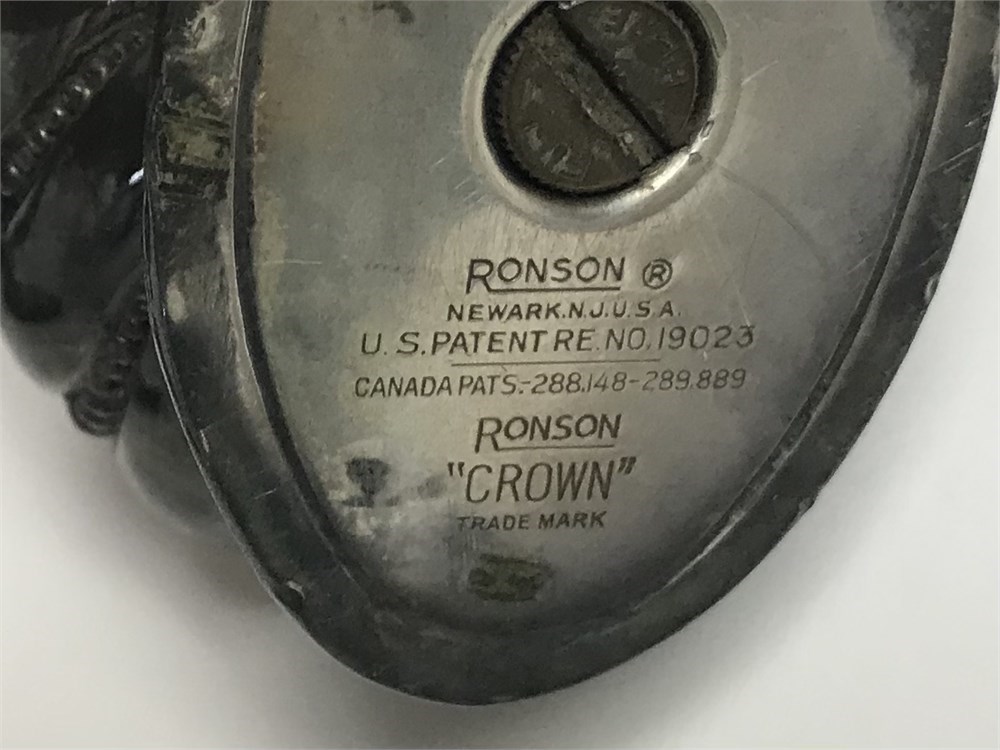 RONSON ®
NEWARK.N.J.U.S.A.
U.S.PATENT RE.NO.19023
CANADA PATS.-288.148-289.889
RONSON
"CROWN"
TRADE MARK